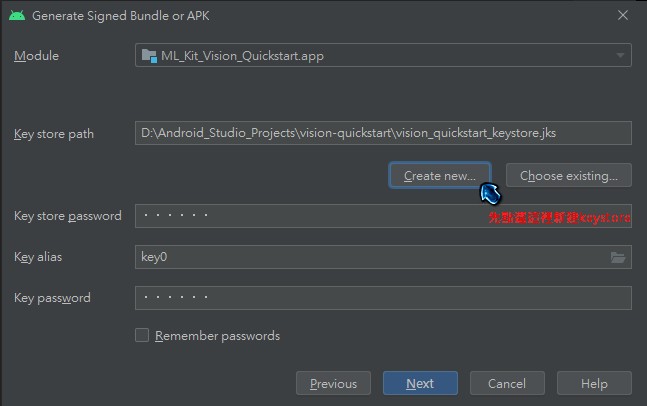 Generate Signed Bundle or APK
Module
ML_Kit_Vision_Quickstart.app
Key store path
D:\Android_Studio_Projects\vision-quickstart\vision_quickstart_keystore.jks
Create new...
Choose existing...
Key store password
· · · · · ·
先點選這裡新建keystore
Key alias
key0
Key password
· · · · · ·
Remember passwords
Previous
Next
Cancel
Help